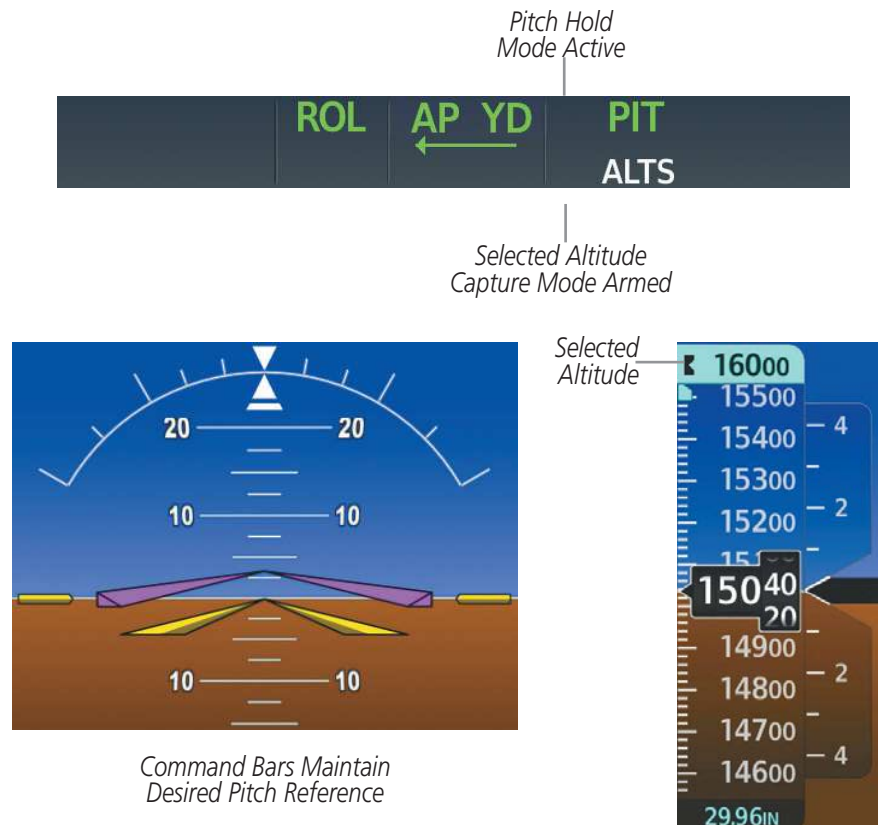 Pitch Hold
Mode Active
ROL AP YD PIT
ALTS
Selected Altitude
Capture Mode Armed
20 20
10 10
10 10
Command Bars Maintain
Desired Pitch Reference
Selected
Altitude
16000
15500
15400 4
15300
15200 2
15040
20
14900
14800 2
14700
14600 4
29.96IN